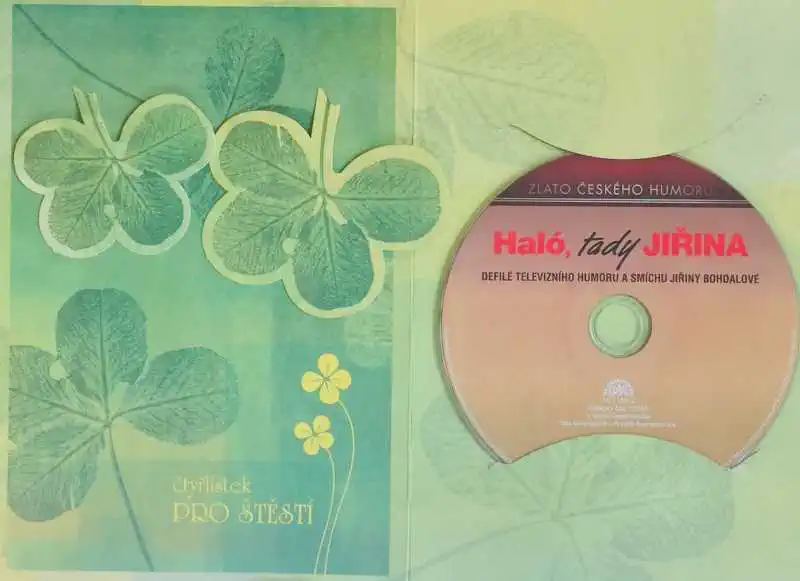 čtyřlístek
PRO ŠTĚSTÍ
ZLATO ČESKÉHO HUMORU
Haló, tady JIŘINA
DEFILÉ TELEVIZNÍHO HUMORU A SMÍCHU JIŘINY BOHDALOVÉ